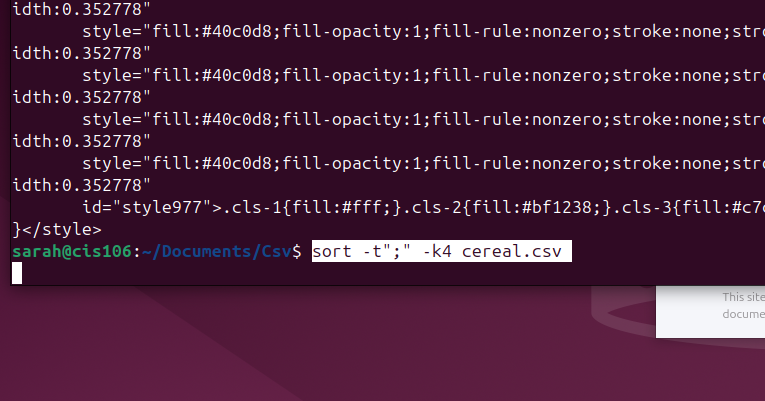 idth:0.352778"
style="fill:#40c0d8;fill-opacity:1;fill-rule:nonzero;stroke:none;stro
idth:0.352778"
style="fill:#40c0d8;fill-opacity:1;fill-rule:nonzero;stroke:none;stro
idth:0.352778"
style="fill:#40c0d8;fill-opacity:1;fill-rule:nonzero;stroke:none;stro
idth:0.352778"
style="fill:#40c0d8;fill-opacity:1;fill-rule:nonzero;stroke:none;stro
idth:0.352778"
id="style977">.cls-1{fill:#fff;}.cls-2{fill:#bf1238;}.cls-3{fill:#c7c
}</style>
sarah@cis106:~/Documents/Csv$ sort -t";" -k4 cereal.csv
This site
docume